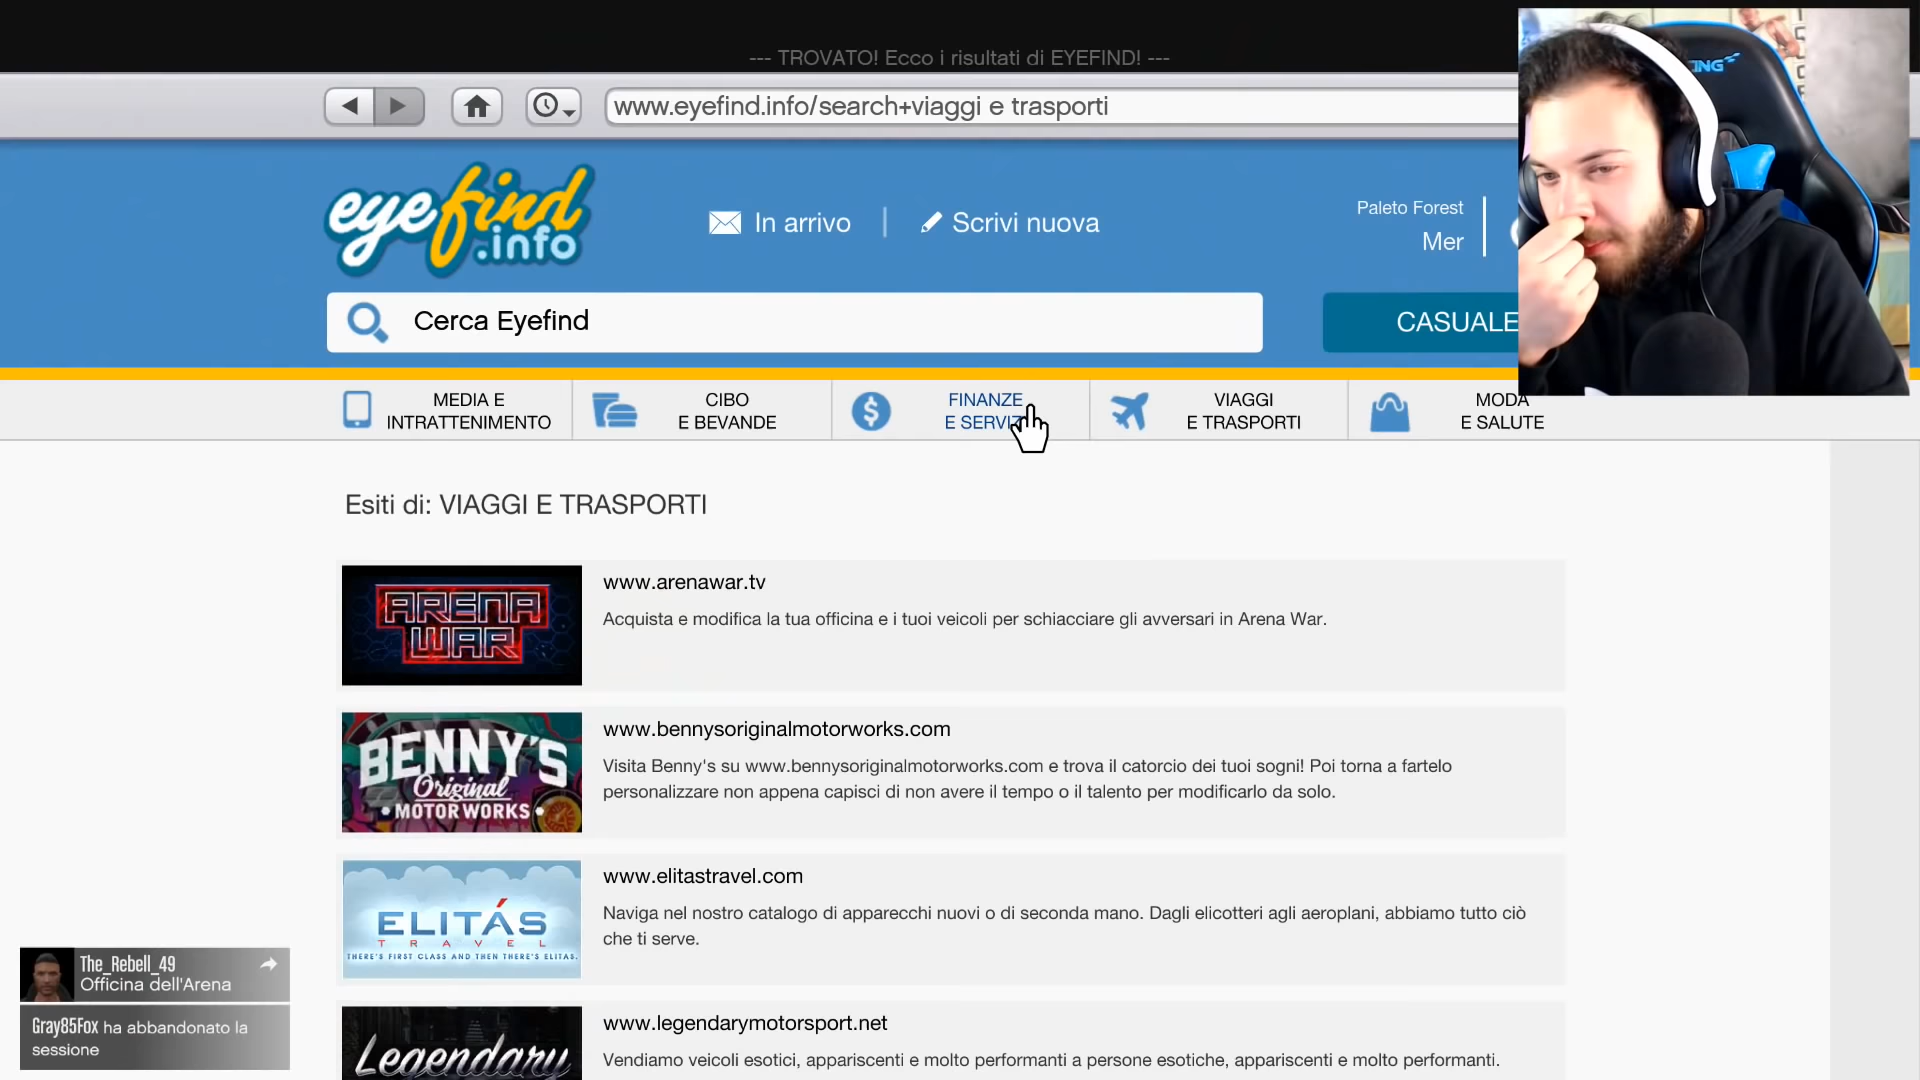 --- TROVATO! Ecco i risultati di EYEFIND! ---
www.eyefind.info/search+viaggi e trasporti
eyefind
.info
In arrivo
Scrivi nuova
Paleto Forest
Mer
Cerca Eyefind
CASUALE
MEDIA E
INTRATTENIMENTO
CIBO
E BEVANDE
FINANZE
VIAGGI
E TRASPORTI
MODA
E SALUTE
Esiti di: VIAGGI E TRASPORTI
ARENA
WAR
www.arenawar.tv
Acquista e modifica la tua officina e i tuoi veicoli per schiacciare gli avversari in Arena War.
BENNY'S
Original
MOTOR WORKS
www.bennysoriginalmotorworks.com
Visita Benny's su www.bennysoriginalmotorworks.com e trova il catorcio dei tuoi sogni! Poi torna a fartelo
personalizzare non appena capisci di non avere il tempo o il talento per modificarlo da solo.
ELITÁS
TRAVEL
THERE'S FIRST CLASS AND THEN THERE'S ELITAS.
www.elitastravel.com
Naviga nel nostro catalogo di apparecchi nuovi o di seconda mano. Dagli elicotteri agli aeroplani, abbiamo tutto ciò
che ti serve.
Legendary
www.legendarymotorsport.net
Vendiamo veicoli esotici, appariscenti e molto performanti a persone esotiche, appariscenti e molto performanti.
The_Rebell_49
Officina dell'Arena
Gray85Fox ha abbandonato la
sessione